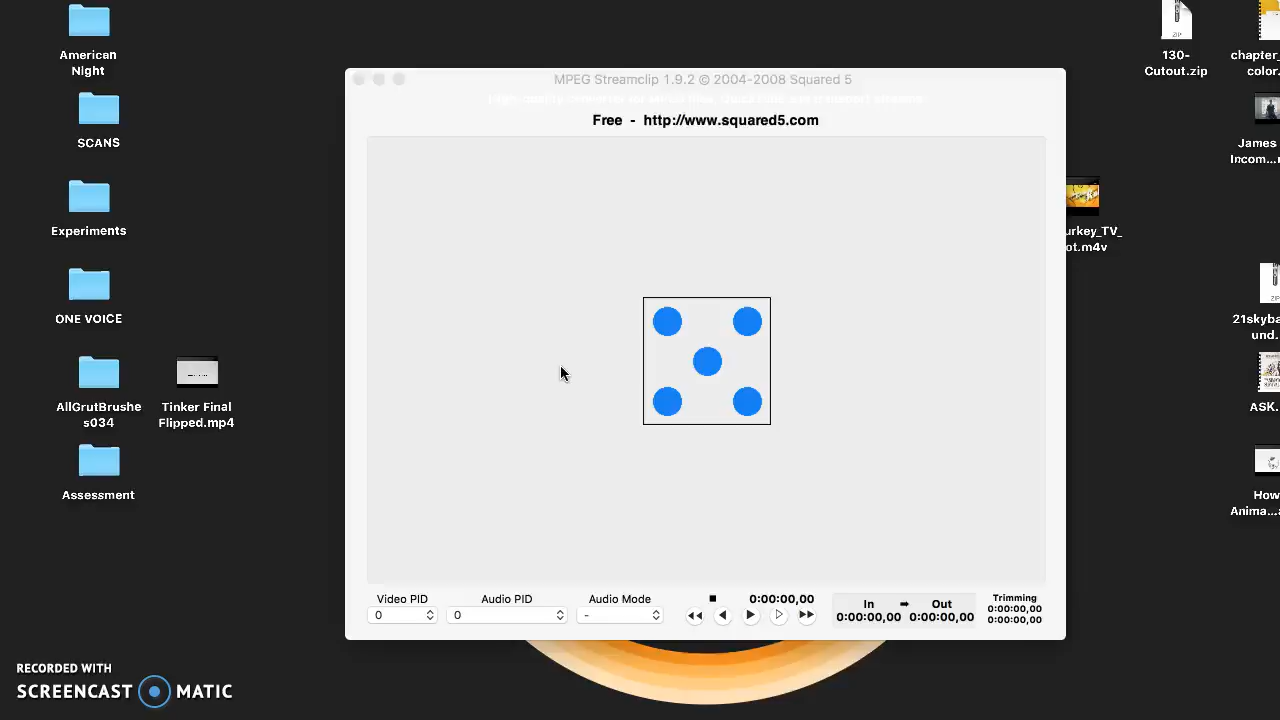 American
Night
SCANS
Experiments
ONE VOICE
AllGrutBrushe
s034
Tinker Final
Flipped.mp4
Assessment
MPEG Streamclip 1.9.2 © 2004-2008 Squared 5
Free - http://www.squared5.com
Video PID
0
Audio PID
0
Audio Mode
-
0:00:00,00
In ➡ Out
0:00:00,00 0:00:00,00
Trimming
0:00:00,00
0:00:00,00
130-
Cutout.zip
ZIP
chapter_
color.
James
Incom...
urkey_TV_
ot.m4v
ZIP
21skyba
und.
ASK.
How
Anima...
RECORDED WITH
SCREENCAST MATIC